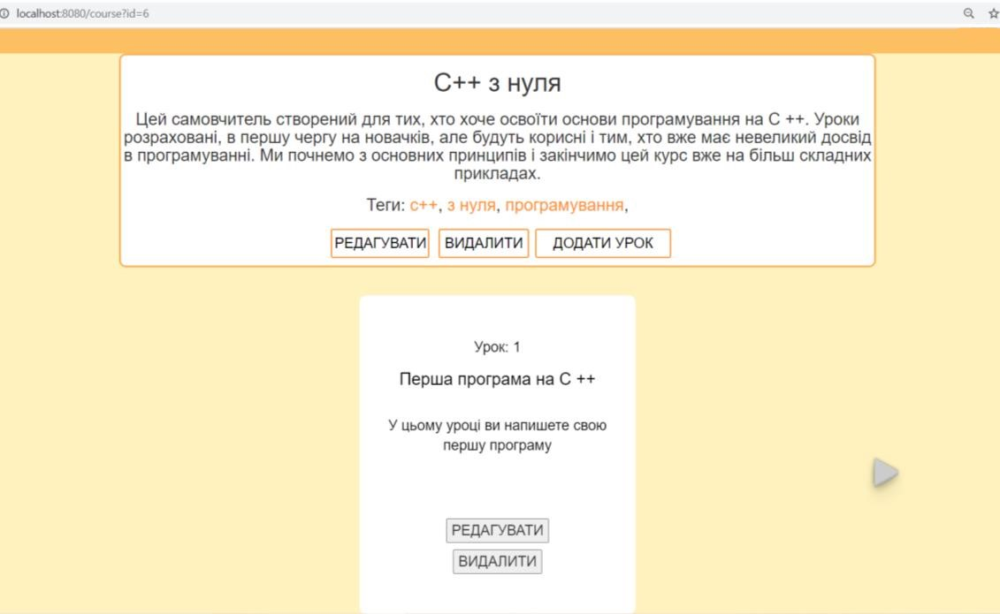 localhost:8080/course?id=6
С++ з нуля
Цей самовчитель створений для тих, хто хоче освоїти основи програмування на С ++. Уроки
розраховані, в першу чергу на новачків, але будуть корисні і тим, хто вже має невеликий досвід
в програмуванні. Ми почнемо з основних принципів і закінчимо цей курс вже на більш складних
прикладах.
Теги: с++, з нуля, програмування,
РЕДАГУВАТИ ВИДАЛИТИ ДОДАТИ УРОК
Урок: 1
Перша програма на С ++
У цьому уроці ви напишете свою
першу програму
РЕДАГУВАТИ
ВИДАЛИТИ